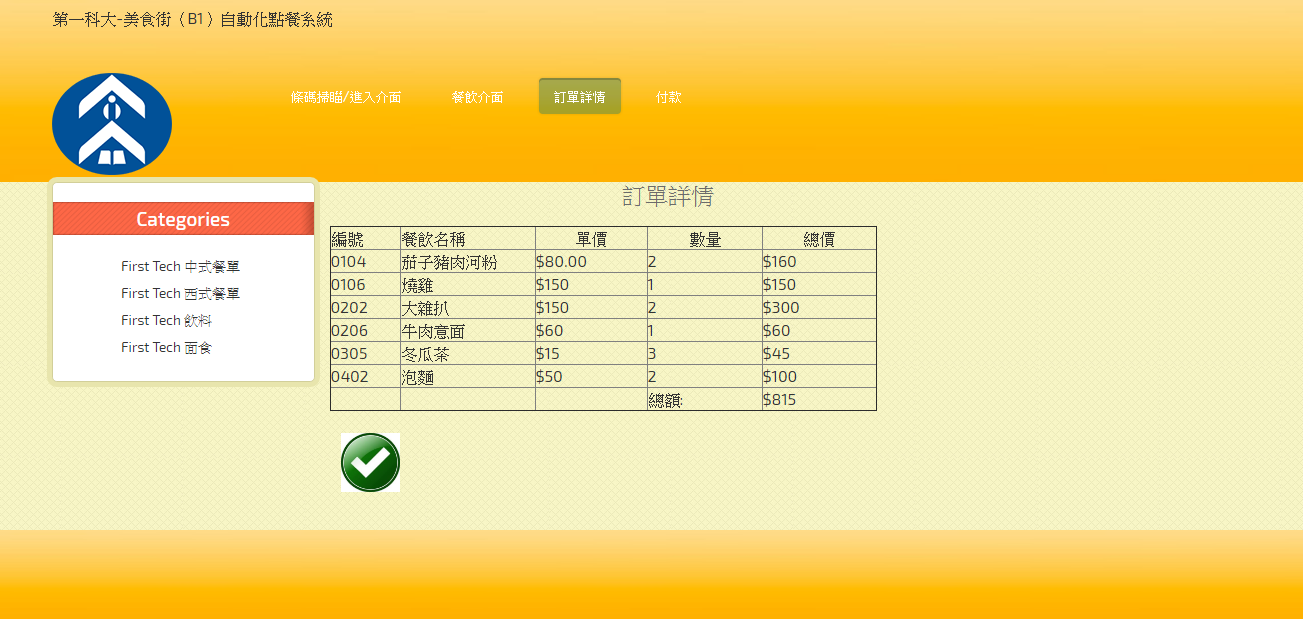 第一科大-美食街（B1）自動化點餐系統
條碼掃瞄/進入介面 餐飲介面 訂單詳情 付款
Categories
First Tech 中式餐單
First Tech 西式餐單
First Tech 飲料
First Tech 面食
訂單詳情
編號 餐飲名稱 單價 數量 總價
0104 茄子豬肉河粉 $80.00 2 $160
0106 燒雞 $150 1 $150
0202 大雜扒 $150 2 $300
0206 牛肉意面 $60 1 $60
0305 冬瓜茶 $15 3 $45
0402 泡麵 $50 2 $100
總額: $815